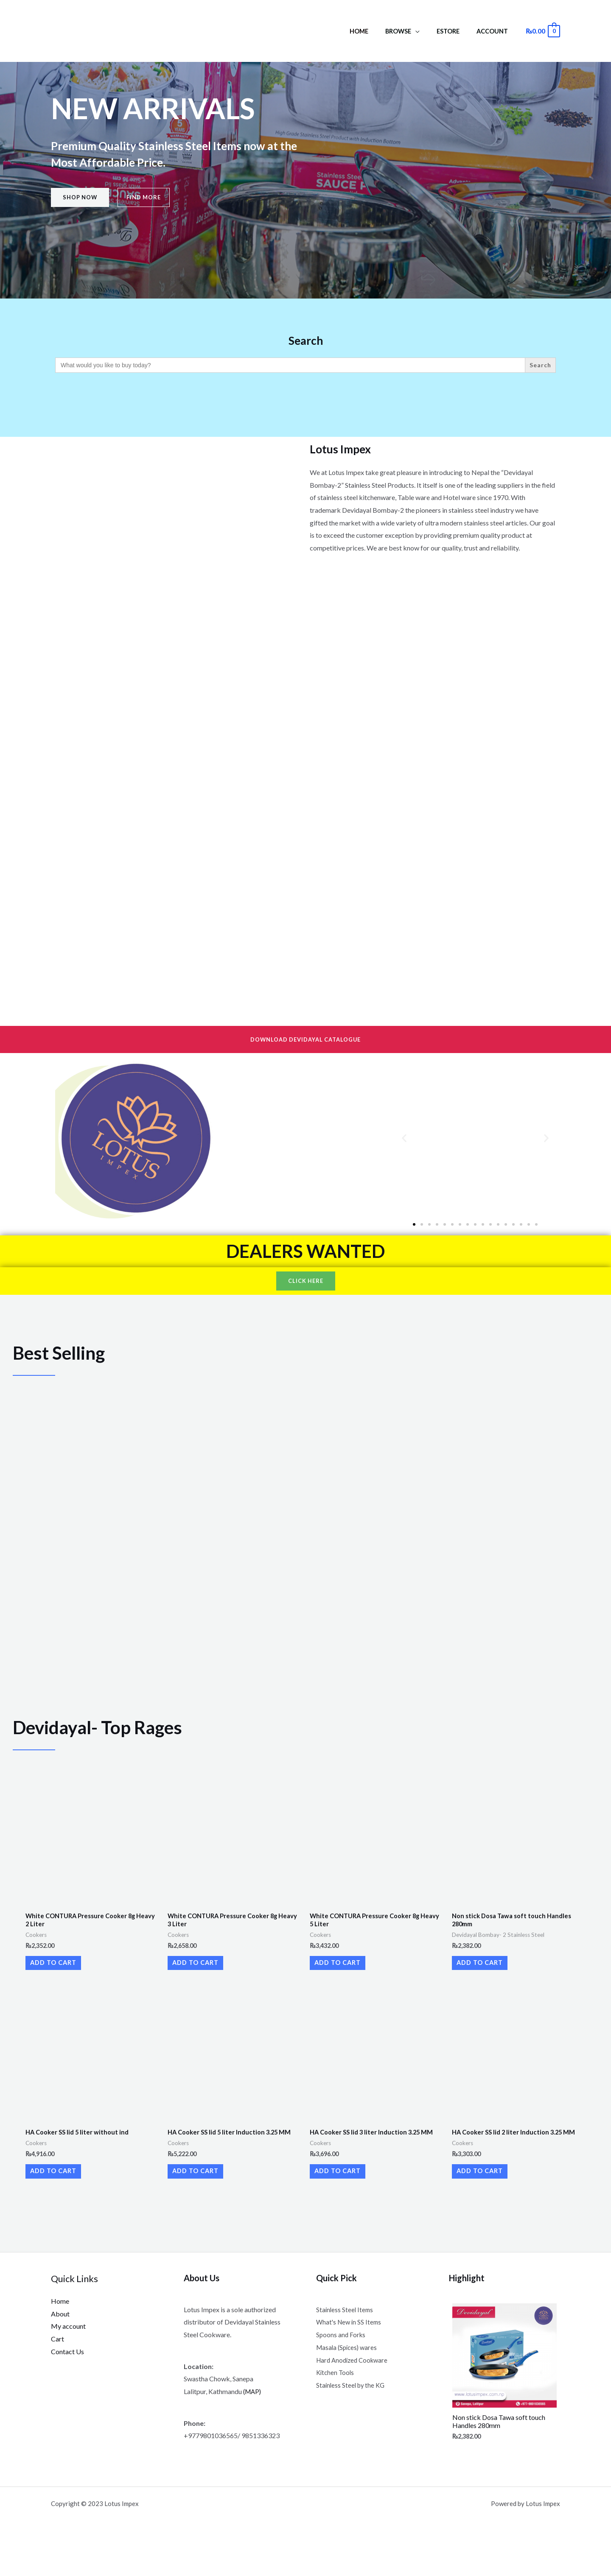 HOME
BROWSE
ESTORE
ACCOUNT
₨0.00
0
NEW ARRIVALS
Premium Quality Stainless Steel Items now at the
Most Affordable Price.
SHOP NOW
FIND MORE
Search
What would you like to buy today?
Search
Lotus Impex
We at Lotus Impex take great pleasure in introducing to Nepal the “Devidayal
Bombay-2” Stainless Steel Products. It itself is one of the leading suppliers in the field
of stainless steel kitchenware, Table ware and Hotel ware since 1970. With
trademark Devidayal Bombay-2 the pioneers in stainless steel industry we have
gifted the market with a wide variety of ultra modern stainless steel articles. Our goal
is to exceed the customer exception by providing premium quality product at
competitive prices. We are best know for our quality, trust and reliability.
DOWNLOAD DEVIDAYAL CATALOGUE
LOTUS
IMPEX
DEALERS WANTED
CLICK HERE
Best Selling
Devidayal- Top Rages
White CONTURA Pressure Cooker 8g Heavy
2 Liter
Cookers
₨2,352.00
ADD TO CART
White CONTURA Pressure Cooker 8g Heavy
3 Liter
Cookers
₨2,658.00
ADD TO CART
White CONTURA Pressure Cooker 8g Heavy
5 Liter
Cookers
₨3,432.00
ADD TO CART
Non stick Dosa Tawa soft touch Handles
280mm
Devidayal Bombay- 2 Stainless Steel
₨2,382.00
ADD TO CART
HA Cooker SS lid 5 liter without ind
Cookers
₨4,916.00
ADD TO CART
HA Cooker SS lid 5 liter Induction 3.25 MM
Cookers
₨5,222.00
ADD TO CART
HA Cooker SS lid 3 liter Induction 3.25 MM
Cookers
₨3,696.00
ADD TO CART
HA Cooker SS lid 2 liter Induction 3.25 MM
Cookers
₨3,303.00
ADD TO CART
Quick Links
Home
About
My account
Cart
Contact Us
About Us
Lotus Impex is a sole authorized
distributor of Devidayal Stainless
Steel Cookware.
Location:
Swastha Chowk, Sanepa
Lalitpur, Kathmandu (MAP)
Phone:
+9779801036565/ 9851336323
Quick Pick
Stainless Steel Items
What's New in SS Items
Spoons and Forks
Masala (Spices) wares
Hard Anodized Cookware
Kitchen Tools
Stainless Steel by the KG
Highlight
Devidayal
Non stick Dosa Tawa soft touch
Handles 280mm
₨2,382.00
Copyright © 2023 Lotus Impex
Powered by Lotus Impex